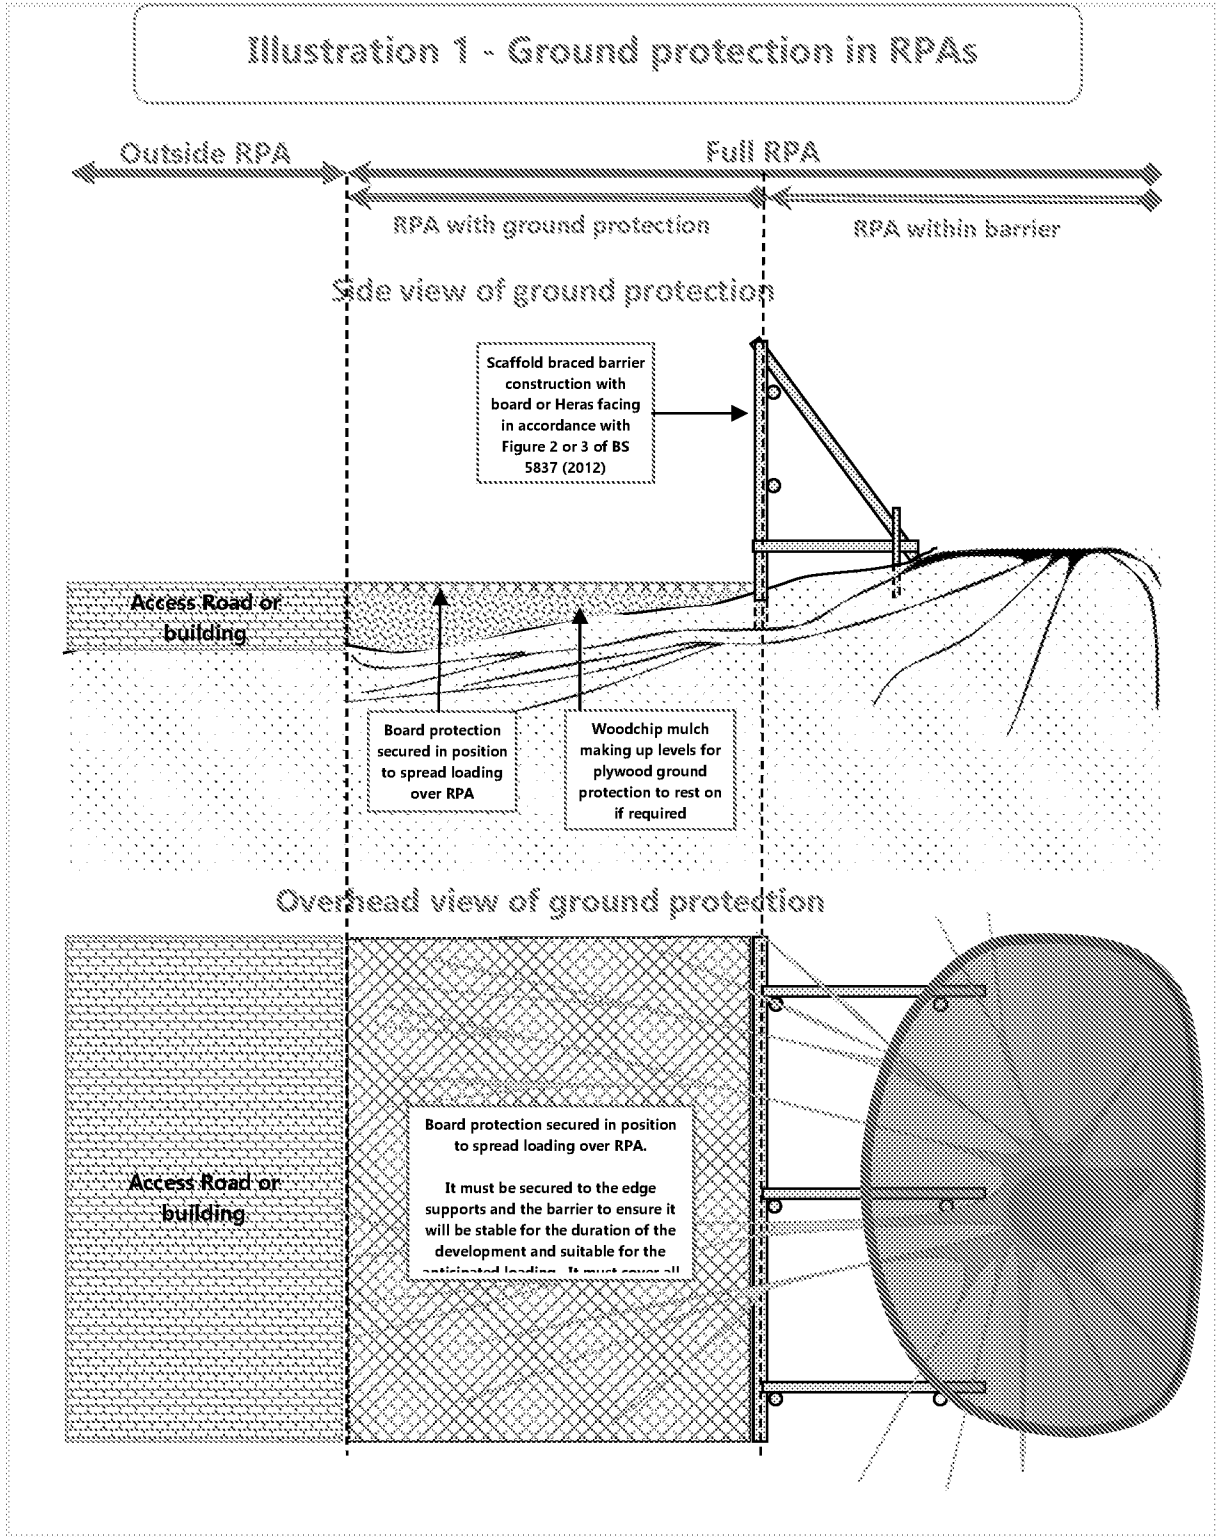 Illustration 1 - Ground protection in RPAs
Outside RPA
Full RPA
RPA with ground protection
RPA within barrier
Side view of ground protection
Scaffold braced barrier
construction with
board or Heras facing
in accordance with
Figure 2 or 3 of BS
5837 (2012)
Access Road or
building
Board protection
secured in position
to spread loading
over RPA
Woodchip mulch
making up levels for
plywood ground
protection to rest on
if required
Overhead view of ground protection
Access Road or
building
Board protection secured in position
to spread loading over RPA.
It must be secured to the edge
supports and the barrier to ensure it
will be stable for the duration of the
development and suitable for the
anticipated loading. It must cover all